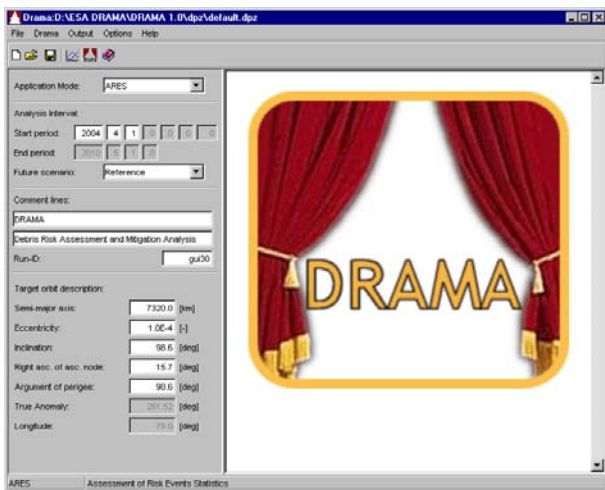 Drama:D:\ESA DRAMA\DRAMA 1.0\dpz\default.dpz
File Drama Output Options Help
Application Mode: ARES
Analysis Interval:
Start period: 2004 4 1 0 0 0 0
End period: 2010 5 1 0
Future scenario: Reference
Comment lines:
DRAMA
Debris Risk Assessment and Mitigation Analysis
Run-ID: gui30
Target orbit description:
Semi-major axis: 7320.0 [km]
Eccentricity: 1.0E-4 [-]
Inclination: 98.6 [deg]
Right asc. of asc. node: 15.7 [deg]
Argument of perigee: 98.6 [deg]
True Anomaly: 261.52 [deg]
Longitude: 75.0 [deg]
DRAMA
ARES Assessment of Risk Events Statistics